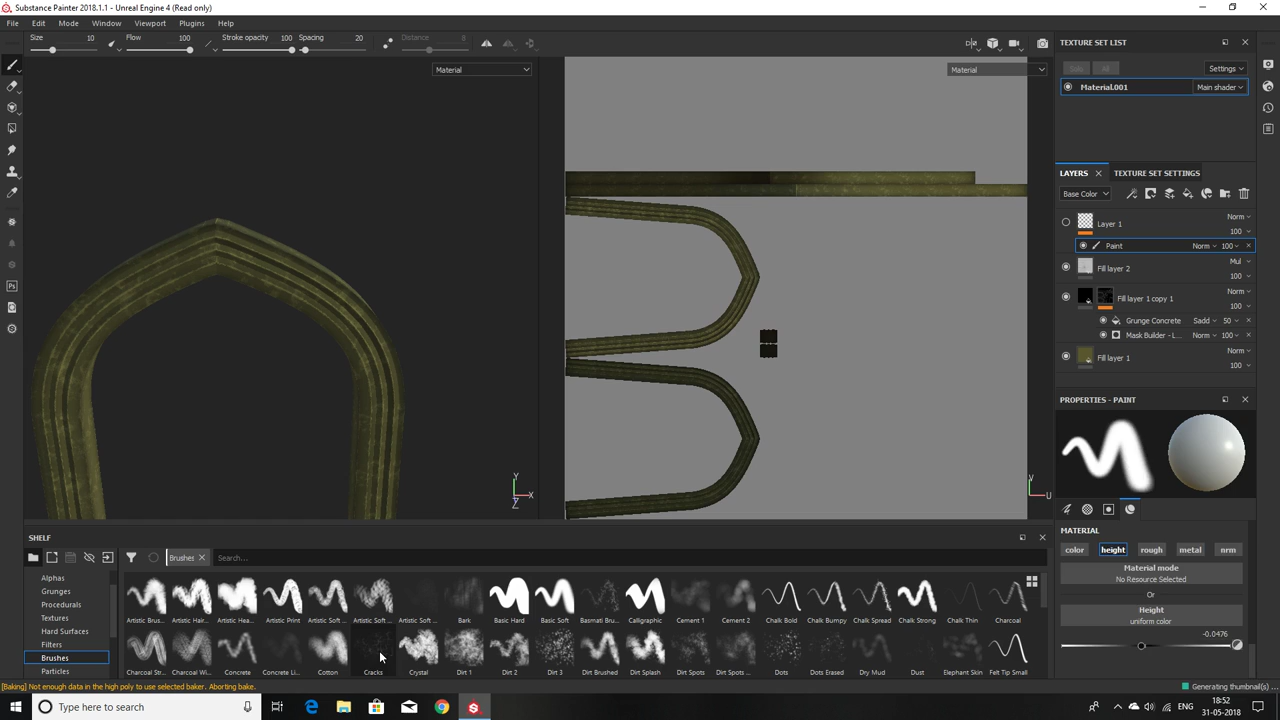 Substance Painter 2018.1.1 - Unreal Engine 4 (Read only)
File Edit Mode Window Viewport Plugins Help
Size 10 Flow 100 Stroke opacity 100 Spacing 20 Distance 8
Material
Material
TEXTURE SET LIST
Solo All Settings
Material.001 Main shader
LAYERS TEXTURE SET SETTINGS
Base Color
Layer 1 Norm 100
Paint Norm 100
Fill layer 2 Mul 100
Fill layer 1 copy 1 Norm 100
Grunge Concrete Sadd 50
Mask Builder - L... Norm 100
Fill layer 1 Norm 100
PROPERTIES - PAINT
MATERIAL
color height rough metal nrm
Material mode
No Resource Selected
Or
Height
uniform color
-0.0476
Y
X
Z
V
U
SHELF
Brushes Search...
Alphas
Grunges
Procedurals
Textures
Hard Surfaces
Filters
Brushes
Particles
Artistic Brus... Artistic Hair... Artistic Hea... Artistic Print Artistic Soft ... Artistic Soft ... Artistic Soft ... Bark Basic Hard Basic Soft Basmati Bru... Calligraphic Cement 1 Cement 2 Chalk Bold Chalk Bumpy Chalk Spread Chalk Strong Chalk Thin Charcoal
Charcoal Str... Charcoal Wi... Concrete Concrete Li... Cotton Cracks Crystal Dirt 1 Dirt 2 Dirt 3 Dirt Brushed Dirt Splash Dirt Spots Dirt Spots ... Dots Dots Erases Dry Mud Dust Elephant Skin Felt Tip Small
[Baking] Not enough data in the high poly to use selected baker. Aborting bake.
Generating thumbnail(s) ...
Type here to search
ENG
18:52
31-05-2018